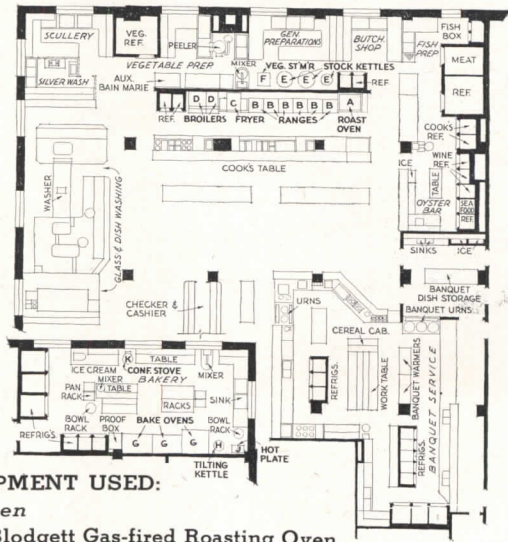 SCULLERY
VEG.
REF.
PEELER
GEN.
PREPARATIONS
BUTCH.
SHOP
FISH
BOX
FISH
PREP
MEAT
REF.
SILVER WASH
VEGETABLE PREP
MIXER
VEG. ST'M'R
STOCK KETTLES
AUX.
BAIN MARIE
F
E
E
E
REF.
REF.
D
D
C
B
B
B
B
B
B
A
BROILERS
FRYER
RANGES
ROAST
OVEN
COOKS
REF.
WINE
REF.
COOK'S TABLE
ICE
TABLE
OYSTER
BAR
SEA
FOOD
REF.
WASHER
GLASS & DISH WASHING
SINKS
ICE
CHECKER &
CASHIER
BANQUET
DISH STORAGE
BANQUET URNS
URNS
CEREAL CAB.
REFRIGS.
WORK TABLE
BANQUET WARMERS
REFRIGS.
BANQUET SERVICE
K
TABLE
ICE CREAM
MIXER
CONF. STOVE
BAKERY
MIXER
PAN
RACK
TABLE
RACKS
SINK
BOWL
RACK
PROOF
BOX
BAKE OVENS
BOWL
RACK
REFRIG'S
G
G
G
H
J
HOT
PLATE
TILTING
KETTLE
PMENT USED:
en
Blodgett Gas-fired Roasting Oven